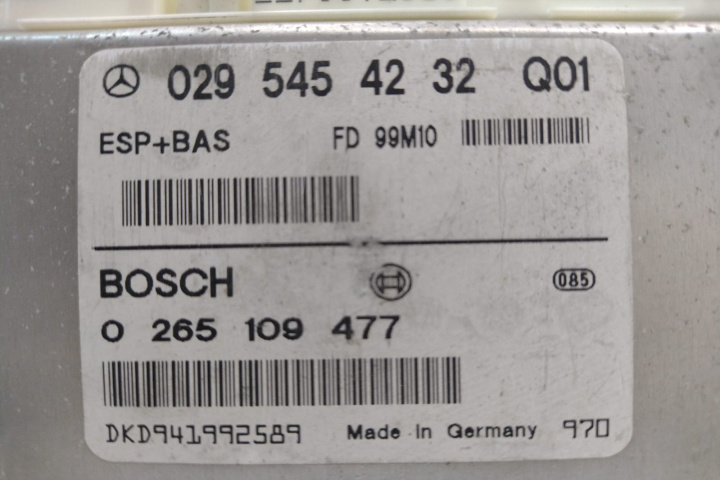 029 545 42 32 Q01
ESP+BAS FD 99M10
BOSCH 085
0 265 109 477
DKD941992589 Made in Germany 970